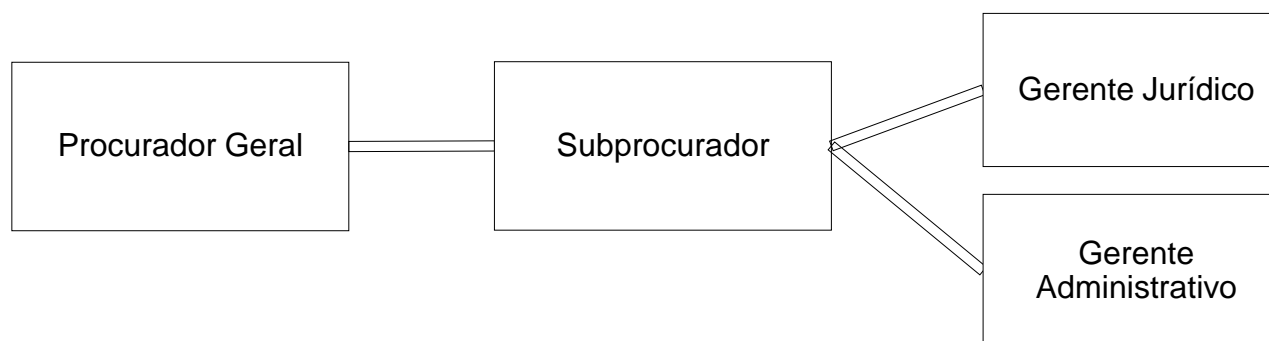 Procurador Geral
Subprocurador
Gerente Jurídico
Gerente
Administrativo